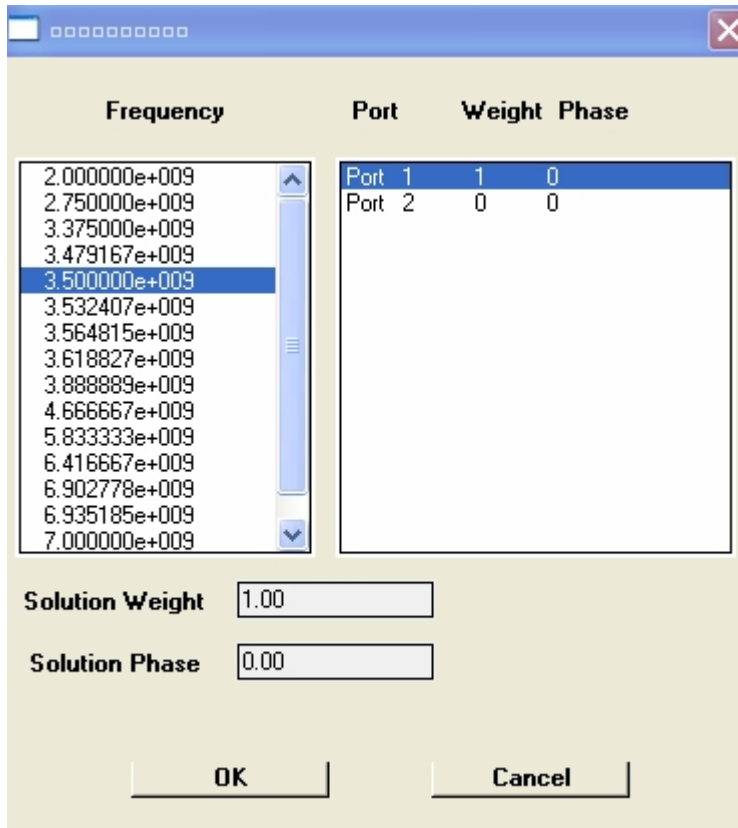 Frequency
Port Weight Phase
2.000000e+009
2.750000e+009
3.375000e+009
3.479167e+009
3.500000e+009
3.532407e+009
3.564815e+009
3.618827e+009
3.888889e+009
4.666667e+009
5.833333e+009
6.416667e+009
6.902778e+009
6.935185e+009
7.000000e+009
Port 1 1 0
Port 2 0 0
Solution Weight 1.00
Solution Phase 0.00
OK
Cancel